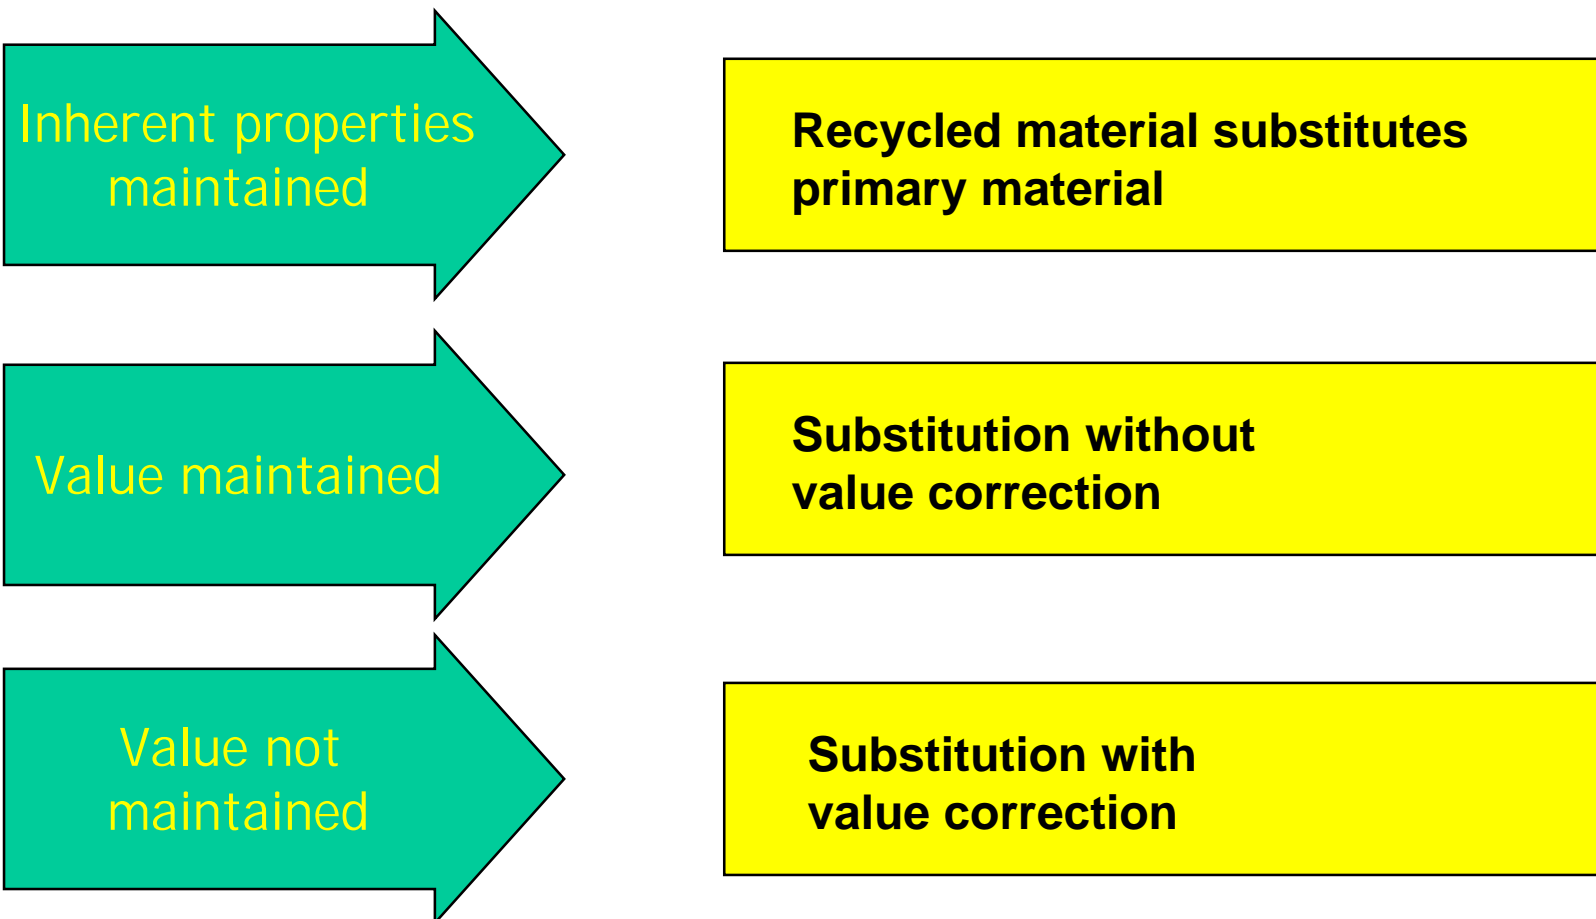 Inherent properties
maintained
Recycled material substitutes
primary material
Value maintained
Substitution without
value correction
Value not
maintained
Substitution with
value correction